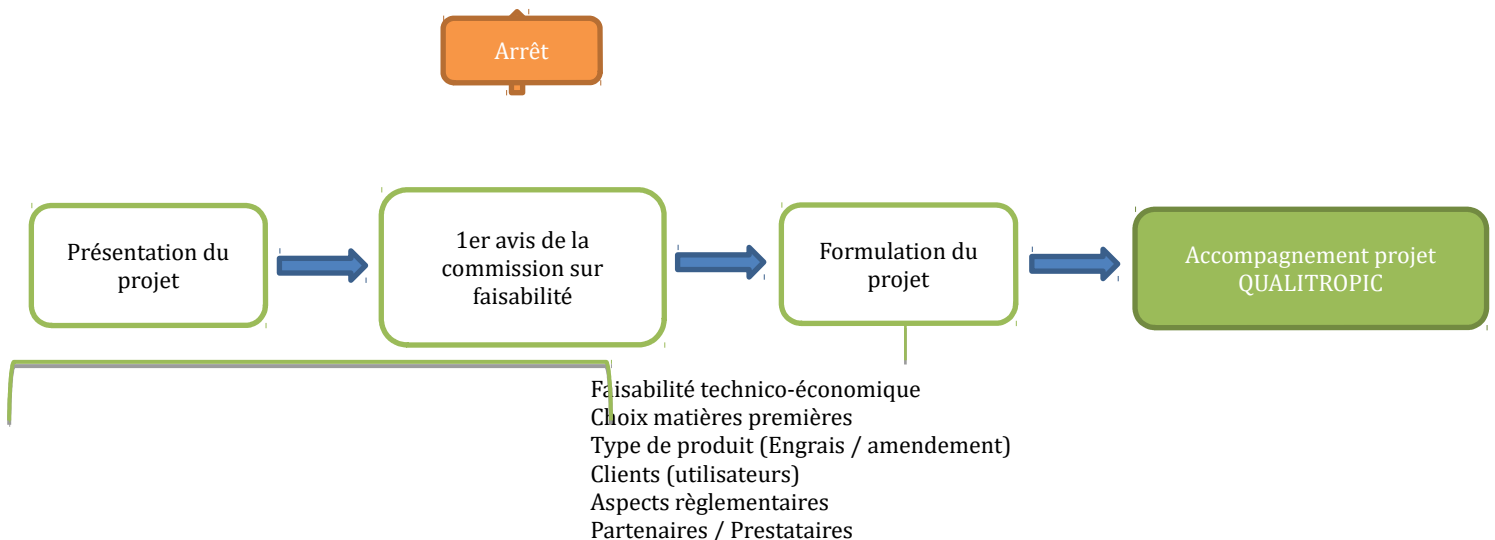 Arrêt
Présentation du
projet
1er avis de la
commission sur
faisabilité
Formulation du
projet
Accompagnement projet
QUALITROPIC
Faisabilité technico-économique
Choix matières premières
Type de produit (Engrais / amendement)
Clients (utilisateurs)
Aspects règlementaires
Partenaires / Prestataires